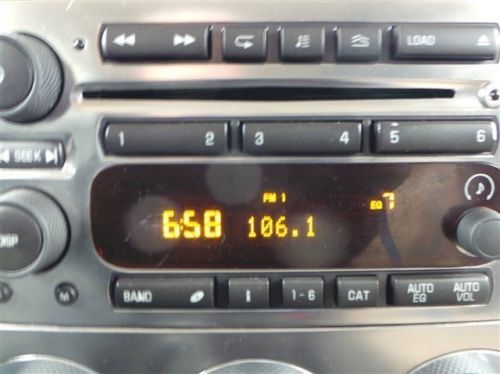 LOAD
1 2 3 4 5 6
SEEK
FM 1
EQ 7
6:58 106.1
DISP
M
BAND i 1-6 CAT AUTO EQ AUTO VOL